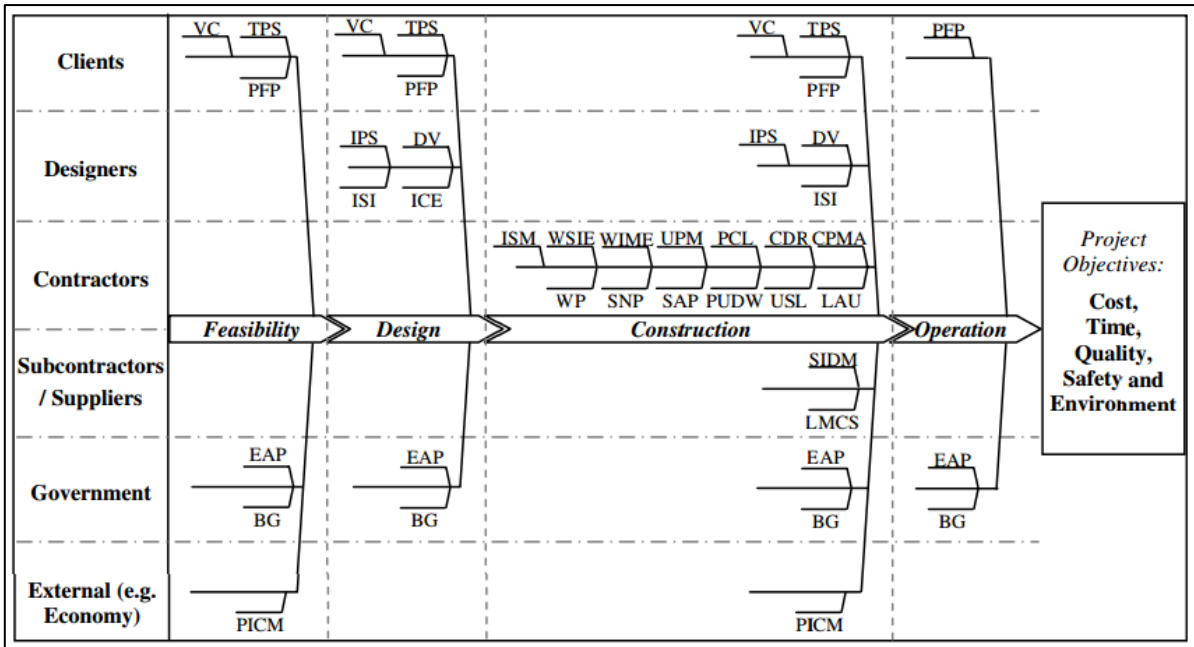 VC TPS VC TPS VC TPS PFP
Clients
PFP PFP PFP
IPS DV IPS DV
Designers
ISI ICE ISI
ISM WSIE WIME UPM PCL CDR CPMA
Contractors
WP SNP SAP PUDW USL LAU
Feasibility Design Construction Operation
Project
Objectives:
Cost,
Time,
Quality,
Safety and
Environment
Subcontractors
/ Suppliers
SIDM
LMCS
EAP EAP EAP EAP
Government
BG BG BG BG
External (e.g.
Economy)
PICM PICM